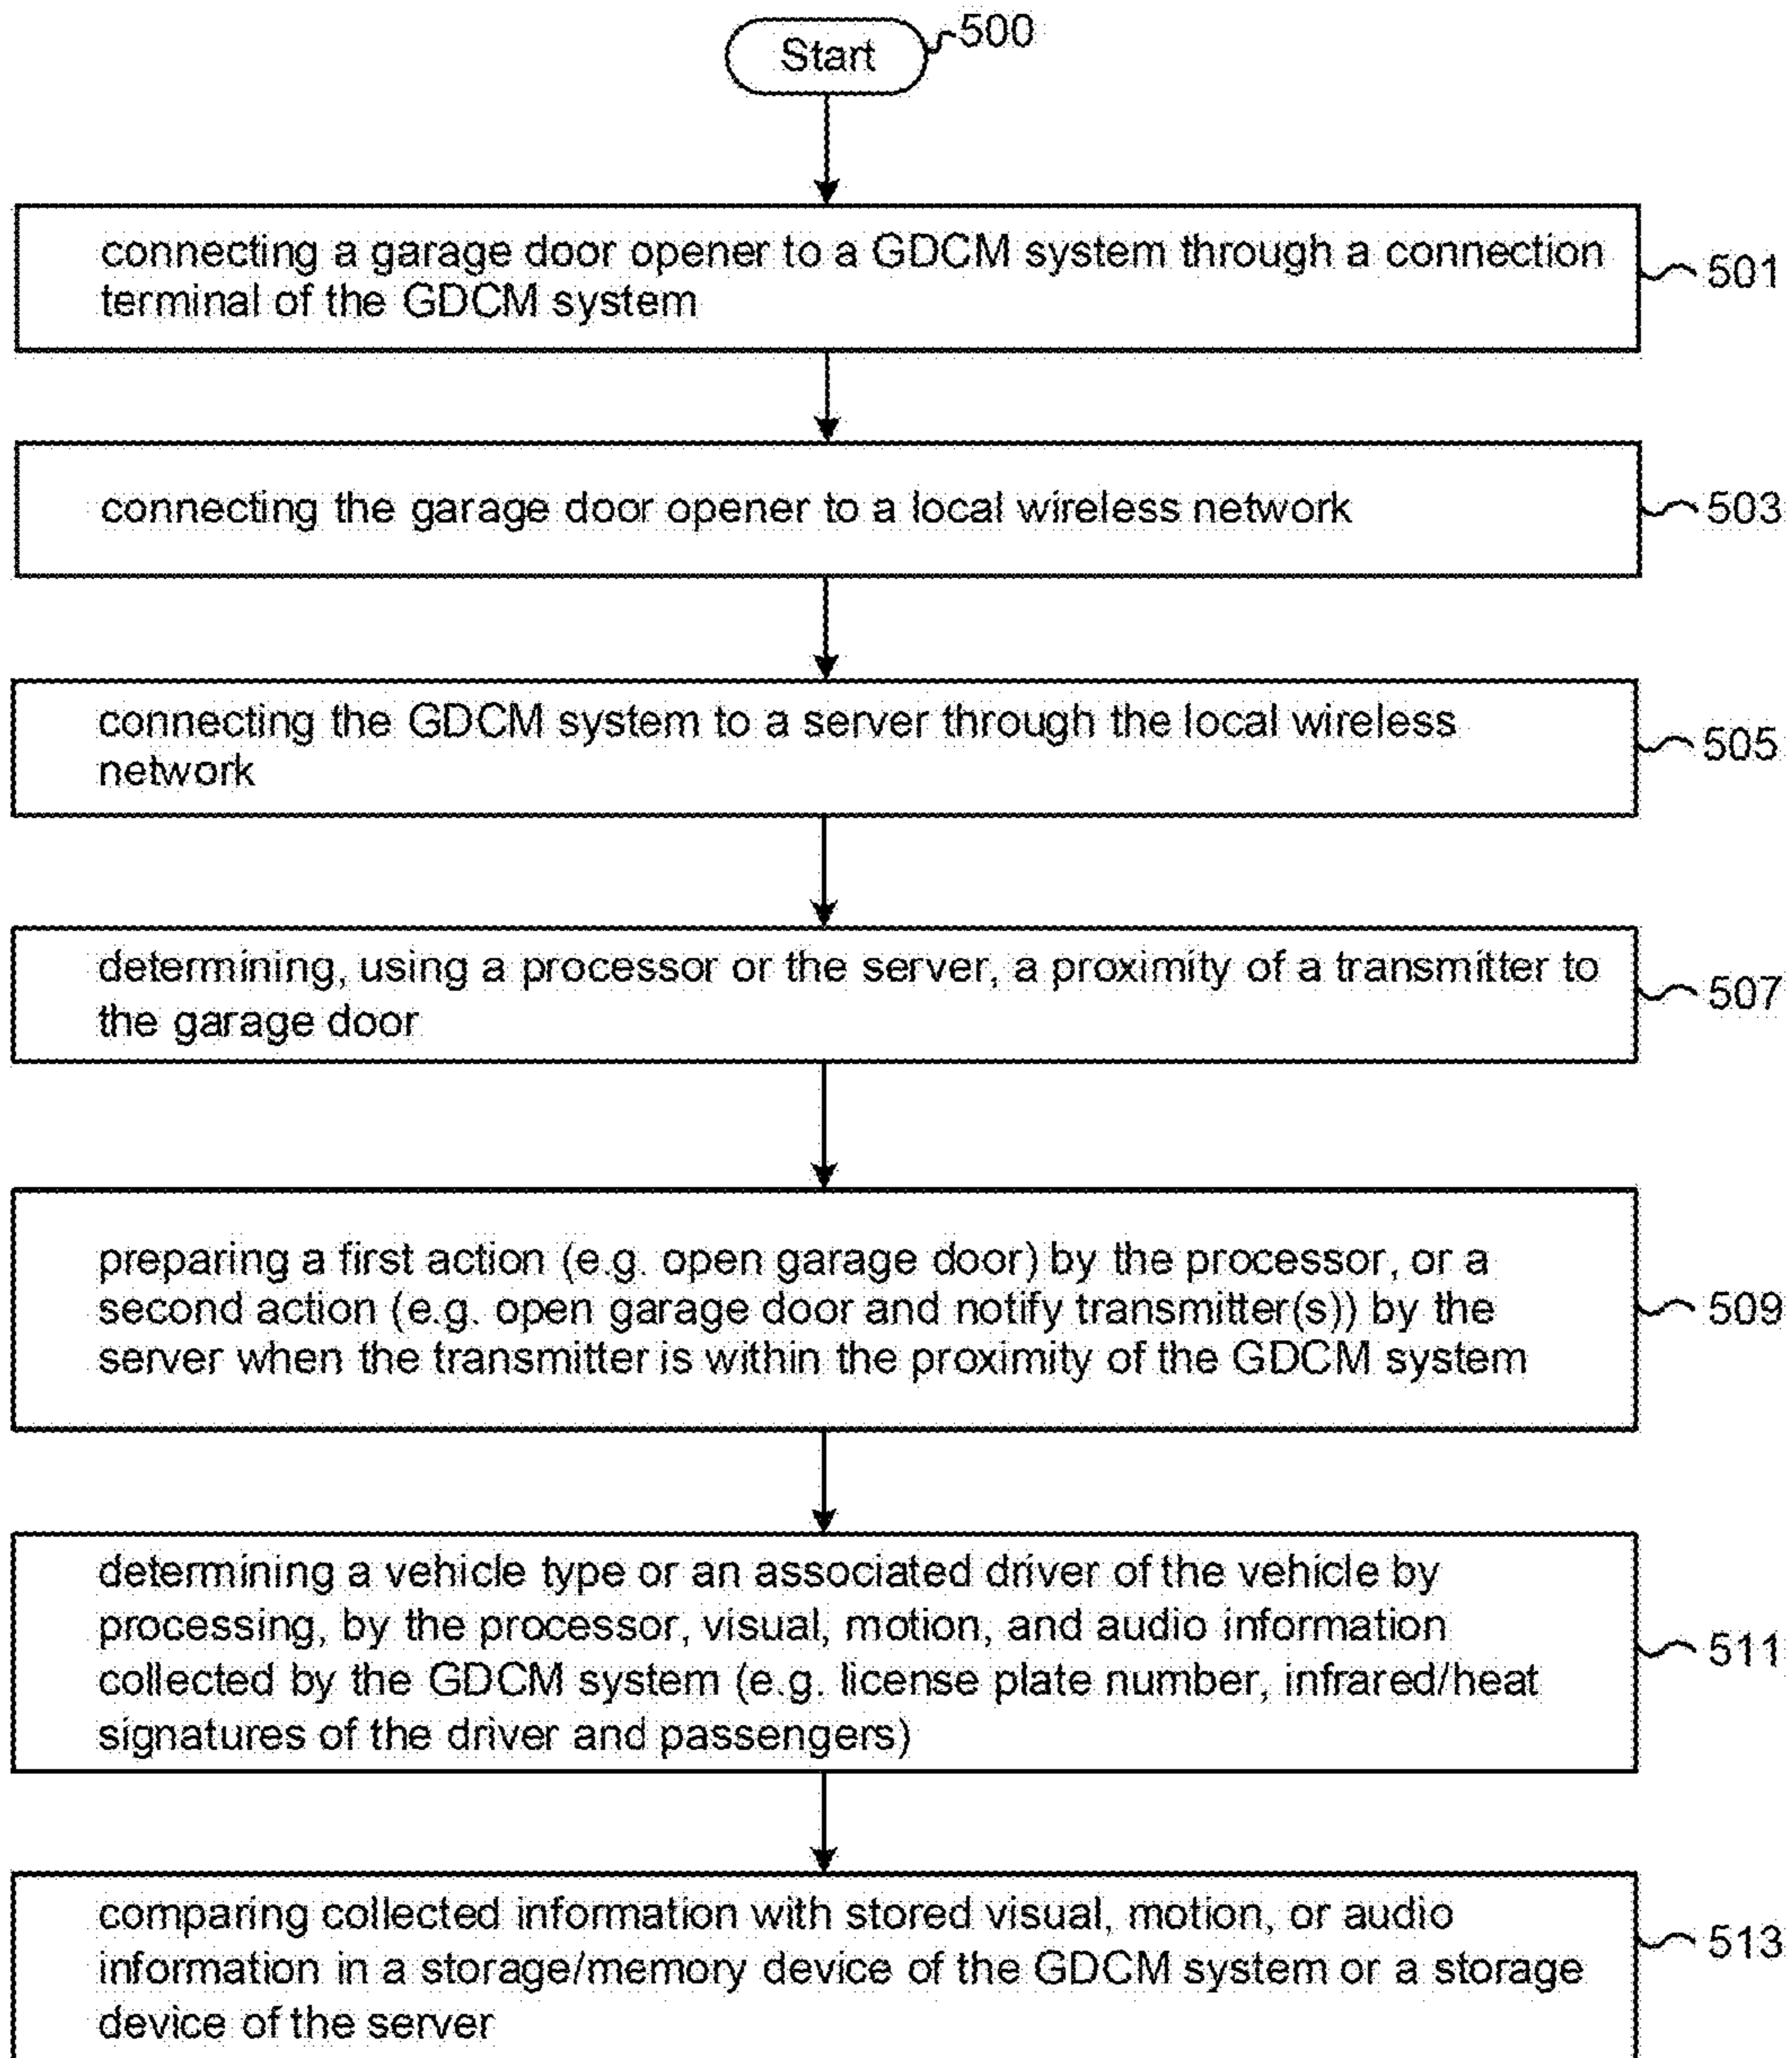 Start
500
connecting a garage door opener to a GDCM system through a connection
terminal of the GDCM system
501
connecting the garage door opener to a local wireless network
503
connecting the GDCM system to a server through the local wireless
network
505
determining, using a processor or the server, a proximity of a transmitter to
the garage door
507
preparing a first action (e.g. open garage door) by the processor, or a
second action (e.g. open garage door and notify transmitter(s)) by the
server when the transmitter is within the proximity of the GDCM system
509
determining a vehicle type or an associated driver of the vehicle by
processing, by the processor, visual, motion, and audio information
collected by the GDCM system (e.g. license plate number, infrared/heat
signatures of the driver and passengers)
511
comparing collected information with stored visual, motion, or audio
information in a storage/memory device of the GDCM system or a storage
device of the server
513